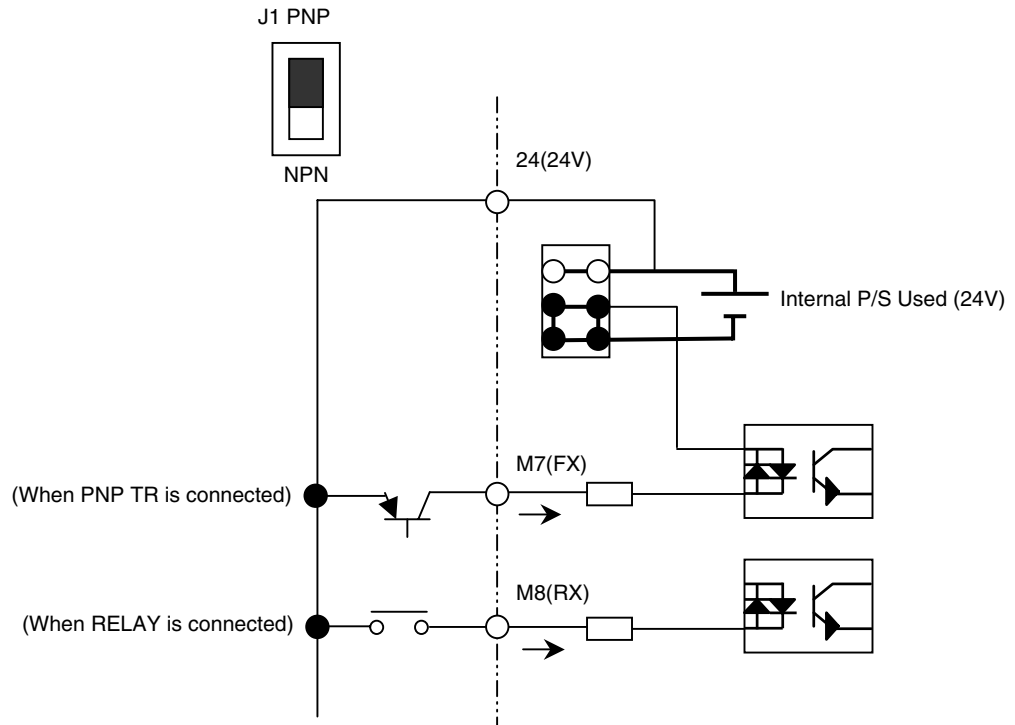 J1 PNP
NPN
24(24V)
Internal P/S Used (24V)
M7(FX)
(When PNP TR is connected)
M8(RX)
(When RELAY is connected)